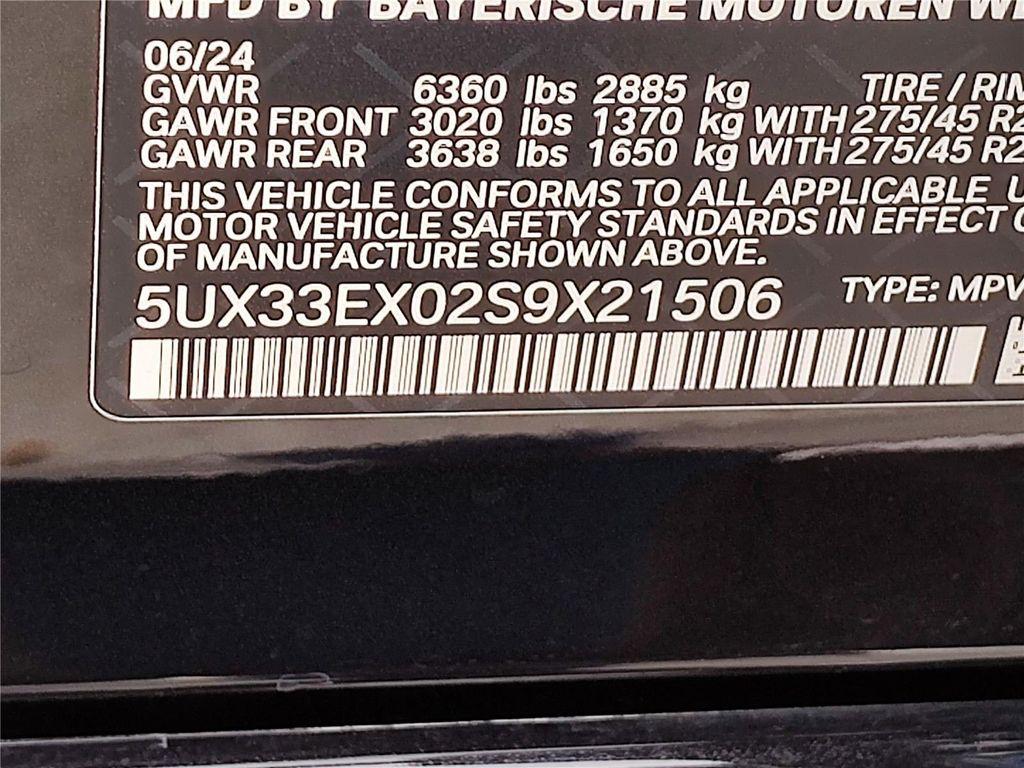 MFD BY BAYERISCHE MOTOREN
06/24
GVWR 6360 lbs 2885 kg TIRE / RIM
GAWR FRONT 3020 lbs 1370 kg WITH 275/45 R2
GAWR REAR 3638 lbs 1650 kg WITH 275/45 R2
THIS VEHICLE CONFORMS TO ALL APPLICABLE U
MOTOR VEHICLE SAFETY STANDARDS IN EFFECT
OF MANUFACTURE SHOWN ABOVE.
5UX33EX02S9X21506 TYPE: MPV